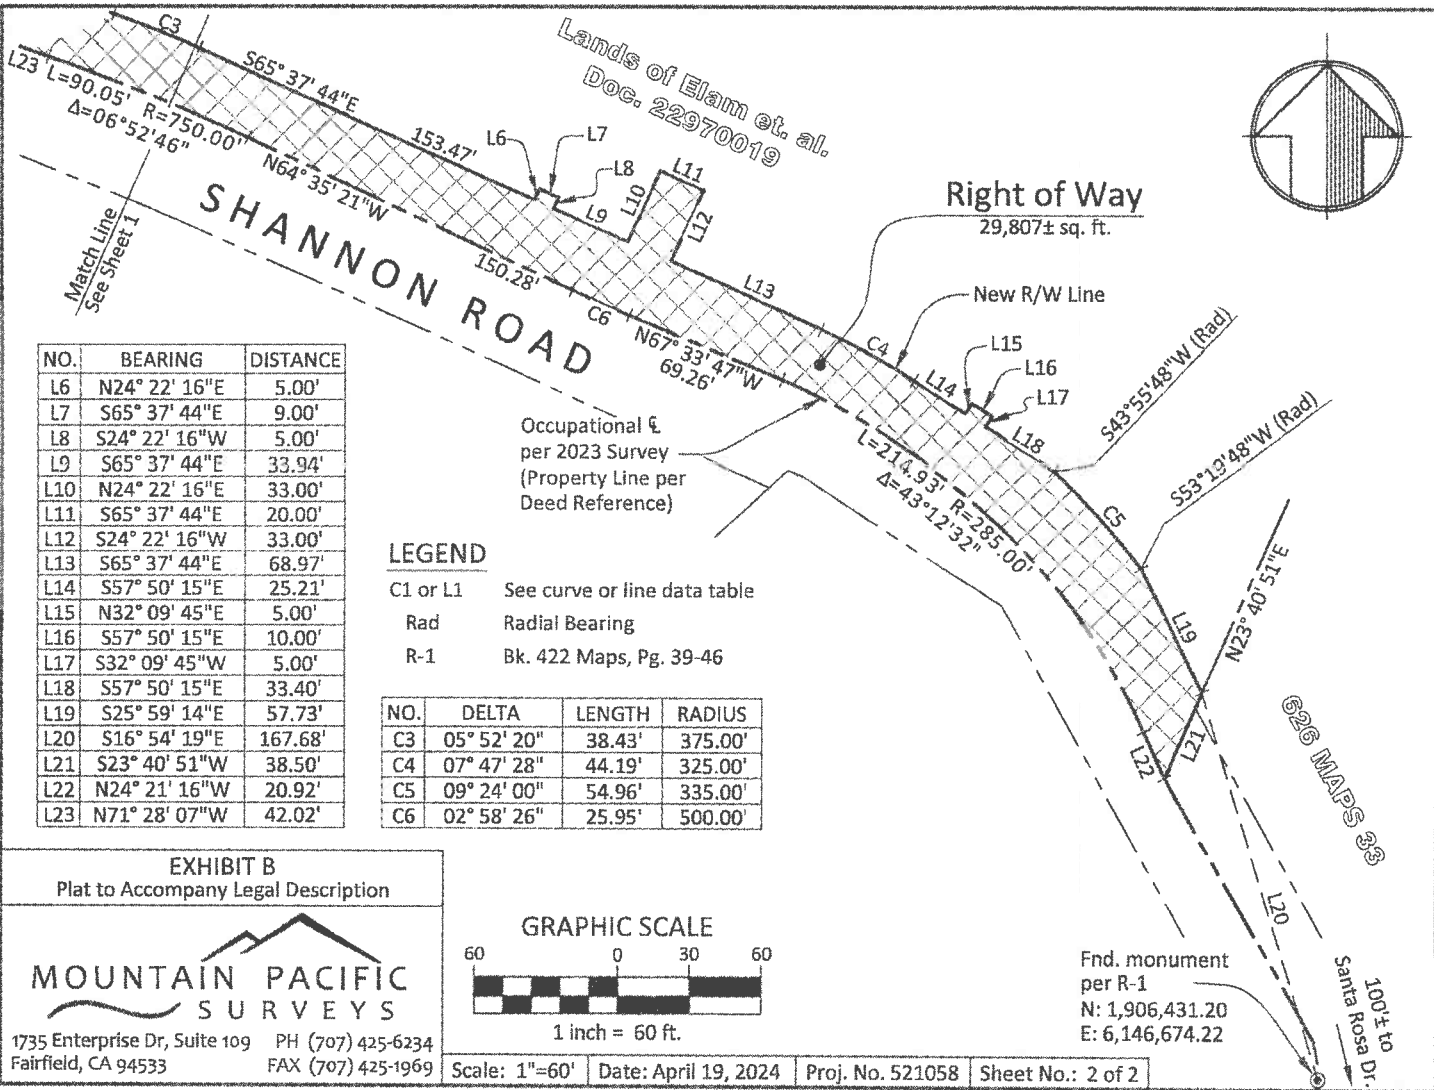 C3
S65° 37' 44"E
153.47'
L23
L=90.05' R=750.00'
Δ=06°52'46"
N64° 35' 21"W
150.28'
C6
N67° 33' 47"W
69.26'
Lands of Elam et. al.
Doc. 22970019
L6
L7
L8
L9
L10
L11
L12
L13
Right of Way
29,807± sq. ft.
New R/W Line
C4
L14
L15
L16
L17
L18
S43°55'48"W (Rad)
S53°19'48"W (Rad)
C5
L=214.93' R=285.00'
Δ=43°12'32"
L19
N23° 40' 51"E
L21
L22
L20
626 MAPS 33
SHANNON ROAD
Match Line
See Sheet 1
Occupational ℄
per 2023 Survey
(Property Line per
Deed Reference)
NO. BEARING DISTANCE
L6 N24° 22' 16"E 5.00'
L7 S65° 37' 44"E 9.00'
L8 S24° 22' 16"W 5.00'
L9 S65° 37' 44"E 33.94'
L10 N24° 22' 16"E 33.00'
L11 S65° 37' 44"E 20.00'
L12 S24° 22' 16"W 33.00'
L13 S65° 37' 44"E 68.97'
L14 S57° 50' 15"E 25.21'
L15 N32° 09' 45"E 5.00'
L16 S57° 50' 15"E 10.00'
L17 S32° 09' 45"W 5.00'
L18 S57° 50' 15"E 33.40'
L19 S25° 59' 14"E 57.73'
L20 S16° 54' 19"E 167.68'
L21 S23° 40' 51"W 38.50'
L22 N24° 21' 16"W 20.92'
L23 N71° 28' 07"W 42.02'
LEGEND
C1 or L1 See curve or line data table
Rad Radial Bearing
R-1 Bk. 422 Maps, Pg. 39-46
NO. DELTA LENGTH RADIUS
C3 05° 52' 20" 38.43' 375.00'
C4 07° 47' 28" 44.19' 325.00'
C5 09° 24' 00" 54.96' 335.00'
C6 02° 58' 26" 25.95' 500.00'
EXHIBIT B
Plat to Accompany Legal Description
MOUNTAIN PACIFIC
SURVEYS
1735 Enterprise Dr, Suite 109 PH (707) 425-6234
Fairfield, CA 94533 FAX (707) 425-1969
GRAPHIC SCALE
60 0 30 60
1 inch = 60 ft.
Fnd. monument
per R-1
N: 1,906,431.20
E: 6,146,674.22
100'± to
Santa Rosa Dr.
Scale: 1"=60' Date: April 19, 2024 Proj. No. 521058 Sheet No.: 2 of 2